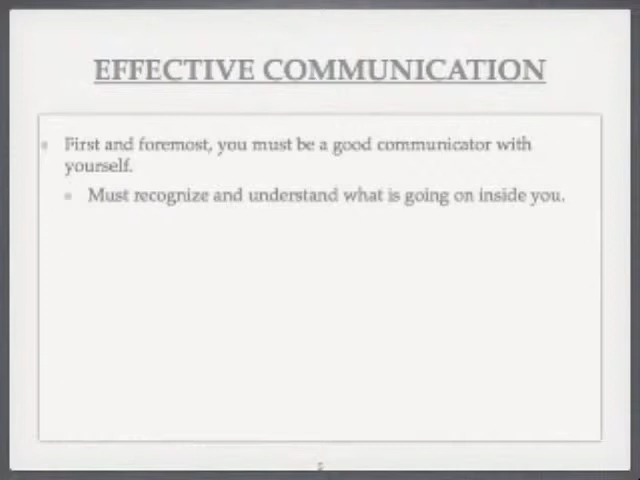 EFFECTIVE COMMUNICATION
First and foremost, you must be a good communicator with
yourself.
Must recognize and understand what is going on inside you.